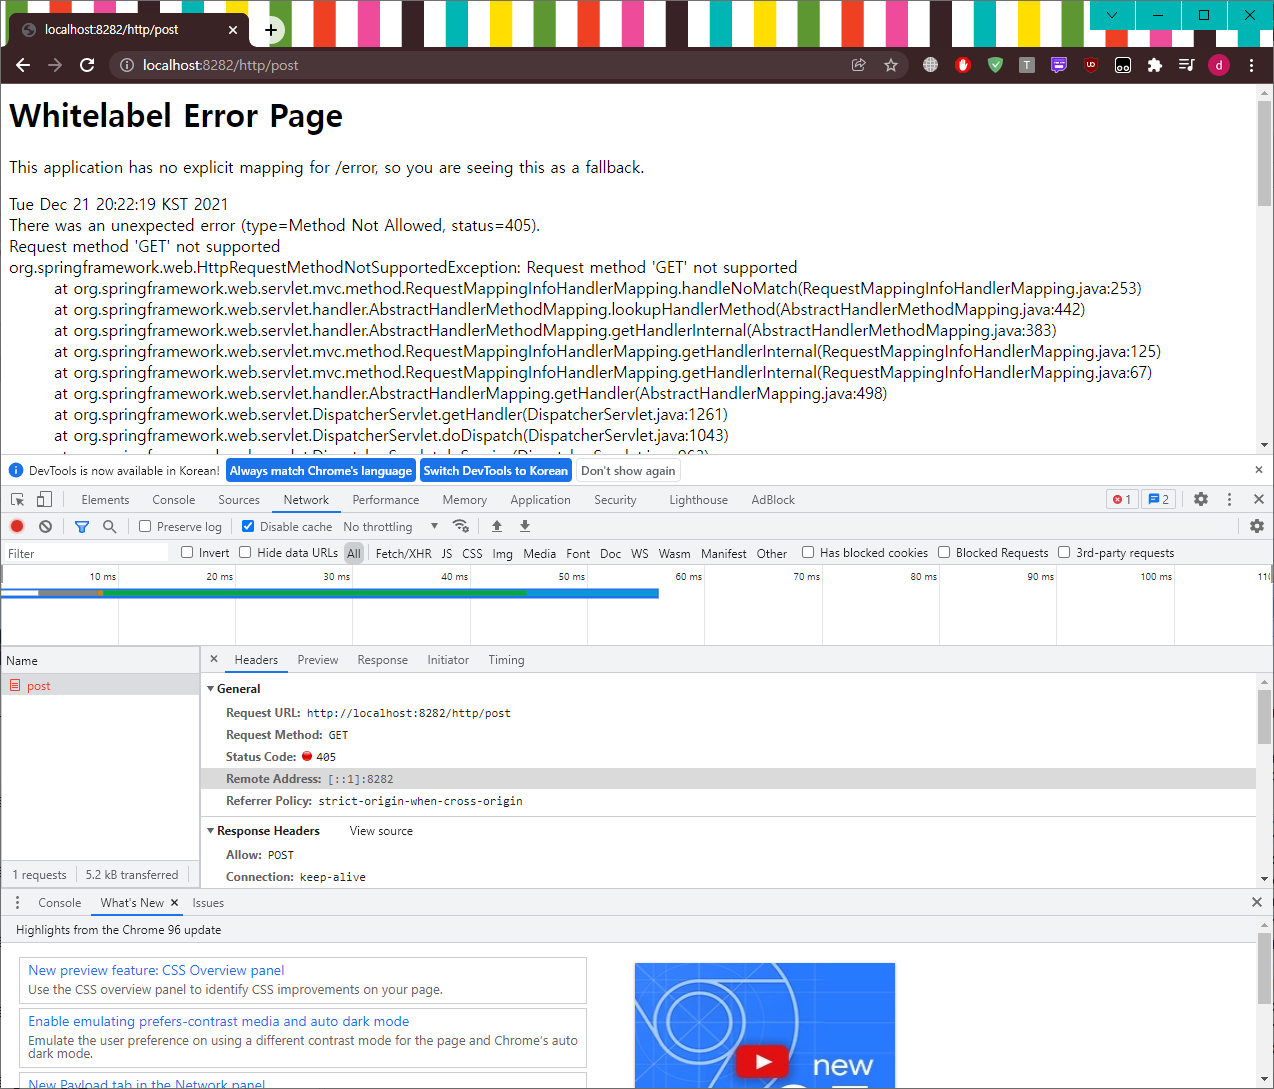 localhost:8282/http/post
localhost:8282/http/post
T
UD
d
Whitelabel Error Page
This application has no explicit mapping for /error, so you are seeing this as a fallback.
Tue Dec 21 20:22:19 KST 2021
There was an unexpected error (type=Method Not Allowed, status=405).
Request method 'GET' not supported
org.springframework.web.HttpRequestMethodNotSupportedException: Request method 'GET' not supported
at org.springframework.web.servlet.mvc.method.RequestMappingInfoHandlerMapping.handleNoMatch(RequestMappingInfoHandlerMapping.java:253)
at org.springframework.web.servlet.handler.AbstractHandlerMethodMapping.lookupHandlerMethod(AbstractHandlerMethodMapping.java:442)
at org.springframework.web.servlet.handler.AbstractHandlerMethodMapping.getHandlerInternal(AbstractHandlerMethodMapping.java:383)
at org.springframework.web.servlet.mvc.method.RequestMappingInfoHandlerMapping.getHandlerInternal(RequestMappingInfoHandlerMapping.java:125)
at org.springframework.web.servlet.mvc.method.RequestMappingInfoHandlerMapping.getHandlerInternal(RequestMappingInfoHandlerMapping.java:67)
at org.springframework.web.servlet.handler.AbstractHandlerMapping.getHandler(AbstractHandlerMapping.java:498)
at org.springframework.web.servlet.DispatcherServlet.getHandler(DispatcherServlet.java:1261)
at org.springframework.web.servlet.DispatcherServlet.doDispatch(DispatcherServlet.java:1043)
DevTools is now available in Korean! Always match Chrome's language Switch DevTools to Korean Don't show again
Elements Console Sources Network Performance Memory Application Security Lighthouse AdBlock 1 2
Preserve log Disable cache No throttling
Filter Invert Hide data URLs All Fetch/XHR JS CSS Img Media Font Doc WS Wasm Manifest Other Has blocked cookies Blocked Requests 3rd-party requests
10 ms 20 ms 30 ms 40 ms 50 ms 60 ms 70 ms 80 ms 90 ms 100 ms
Name Headers Preview Response Initiator Timing
post
General
Request URL: http://localhost:8282/http/post
Request Method: GET
Status Code: 405
Remote Address: [::1]:8282
Referrer Policy: strict-origin-when-cross-origin
Response Headers View source
Allow: POST
Connection: keep-alive
1 requests 5.2 kB transferred
Console What's New Issues
Highlights from the Chrome 96 update
New preview feature: CSS Overview panel
Use the CSS overview panel to identify CSS improvements on your page.
Enable emulating prefers-contrast media and auto dark mode
Emulate the user preference on using a different contrast mode for the page and Chrome's auto
dark mode.
New Payload tab in the Network panel
new